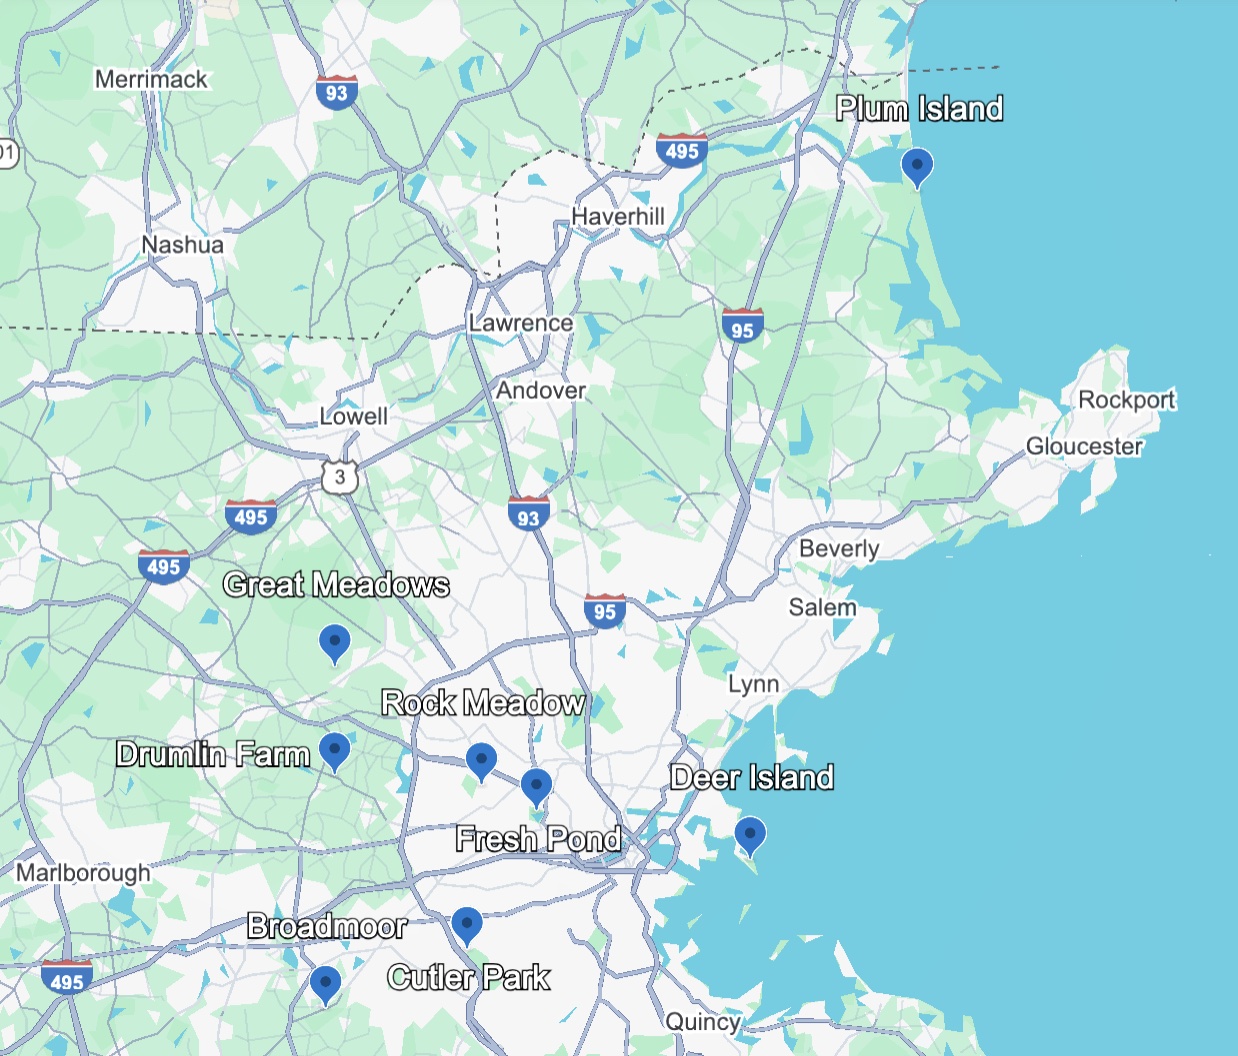 Merrimack
93
Plum Island
495
01
Haverhill
Nashua
Lawrence
95
Andover
Rockport
Lowell
Gloucester
3
495
93
Beverly
495
Great Meadows
95
Salem
Lynn
Rock Meadow
Drumlin Farm
Deer Island
Fresh Pond
Marlborough
Broadmoor
Cutler Park
495
Quincy